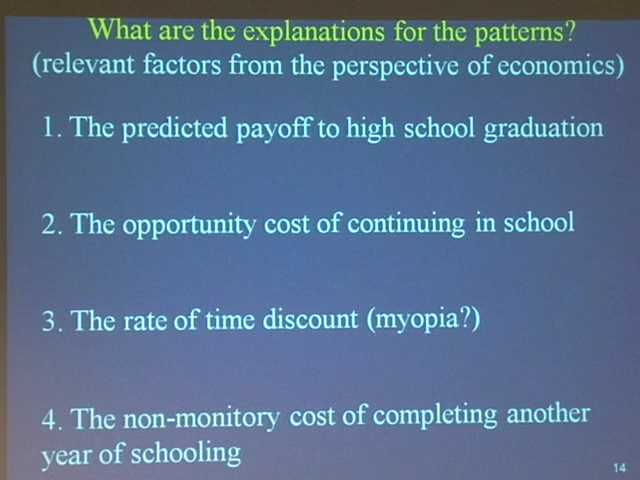 What are the explanations for the patterns?
(relevant factors from the perspective of economics)
1. The predicted payoff to high school graduation
2. The opportunity cost of continuing in school
3. The rate of time discount (myopia?)
4. The non-monitory cost of completing another
year of schooling
14